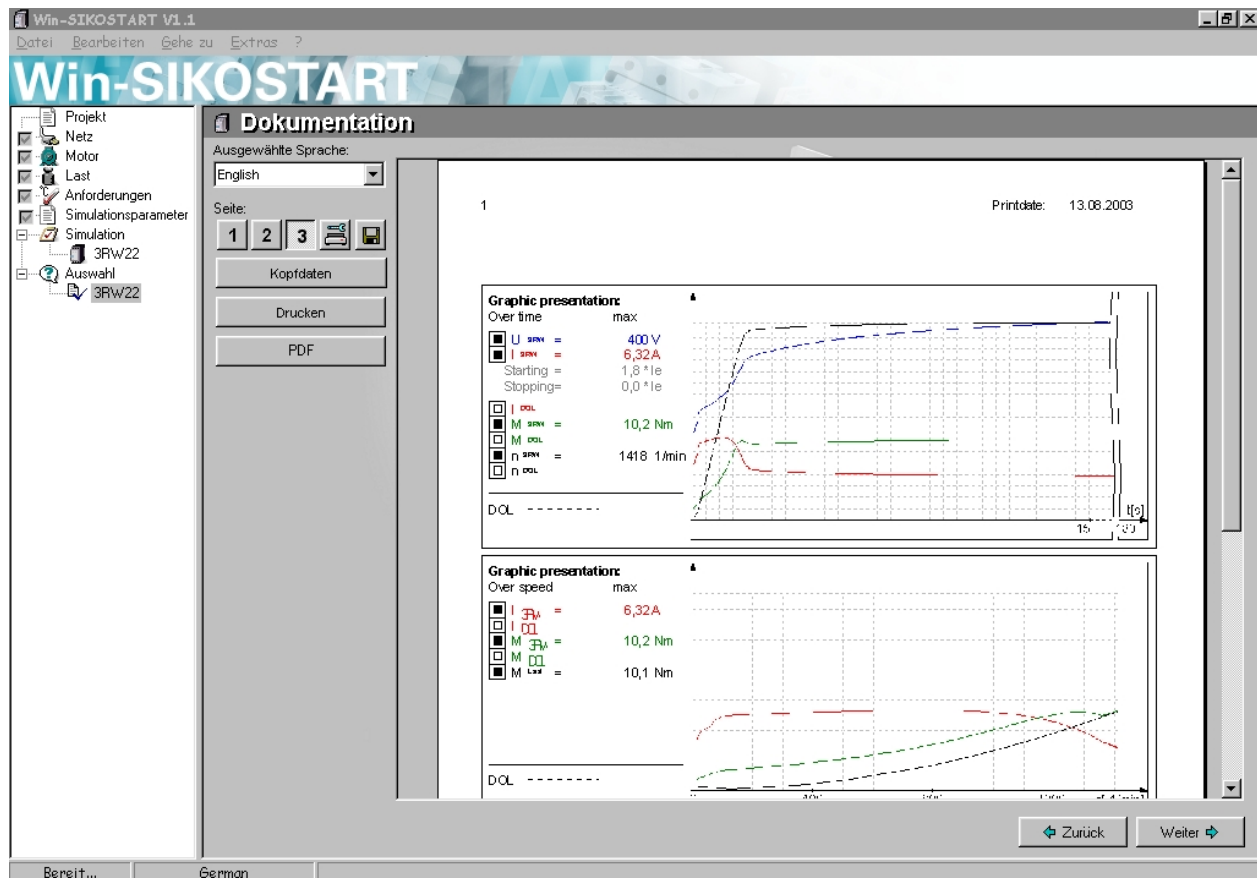 Win-SIKOSTART V1.1
Datei Bearbeiten Gehe zu Extras ?
Win-SIKOSTART
Projekt
Netz
Motor
Last
Anforderungen
Simulationsparameter
Simulation
3RW22
Auswahl
3RW22
Dokumentation
Ausgewählte Sprache:
English
Seite:
1 2 3
Kopfdaten
Drucken
PDF
1 Printdate: 13.08.2003
Graphic presentation:
Over time max
U = 400 V
I = 6,32A
Starting = 1,8 * Ie
Stopping= 0,0 * Ie
I DOL
M = 10,2 Nm
M DOL
n = 1418 1/min
n DOL
DOL
t[s]
15
Graphic presentation:
Over speed max
I = 6,32A
I
M = 10,2 Nm
M
M = 10,1 Nm
DOL
Zurück
Weiter
Bereit... German